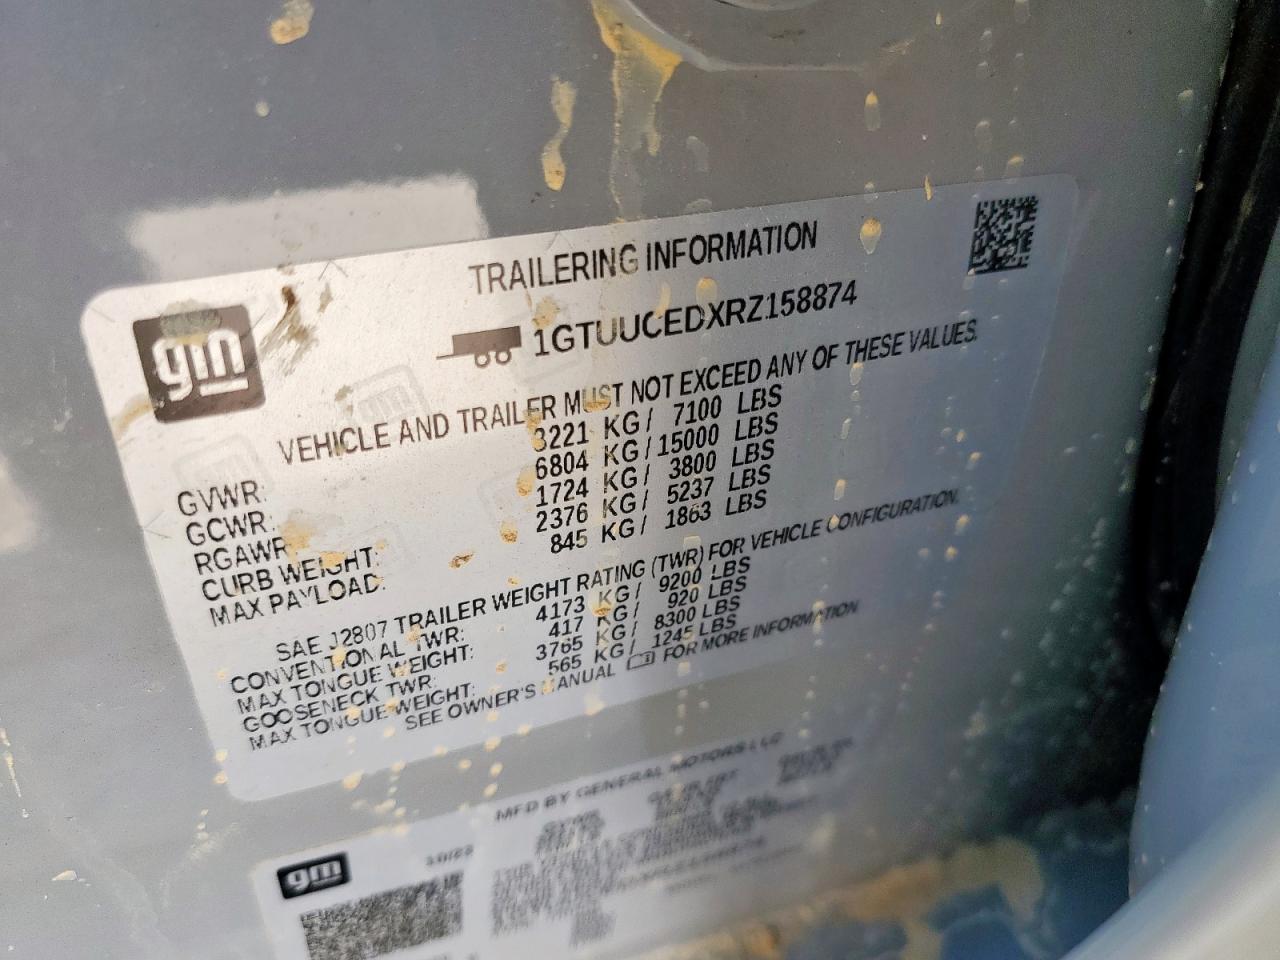 TRAILERING INFORMATION
gm
1GTUUCEDXRZ158874
VEHICLE AND TRAILER MUST NOT EXCEED ANY OF THESE VALUES.
GVWR: 3221 KG/ 7100 LBS
GCWR: 6804 KG/15000 LBS
RGAWR: 1724 KG/ 3800 LBS
CURB WEIGHT: 2376 KG/ 5237 LBS
MAX PAYLOAD: 845 KG/ 1863 LBS
SAE J2807 TRAILER WEIGHT RATING (TWR) FOR VEHICLE CONFIGURATION.
CONVENTIONAL TWR: 4173 KG/ 9200 LBS
MAX TONGUE WEIGHT: 417 KG/ 920 LBS
GOOSENECK TWR: 3765 KG/ 8300 LBS
MAX TONGUE WEIGHT: 565 KG/ 1245 LBS
SEE OWNER'S MANUAL FOR MORE INFORMATION
MFD BY GENERAL MOTORS LLC
gm
10/23